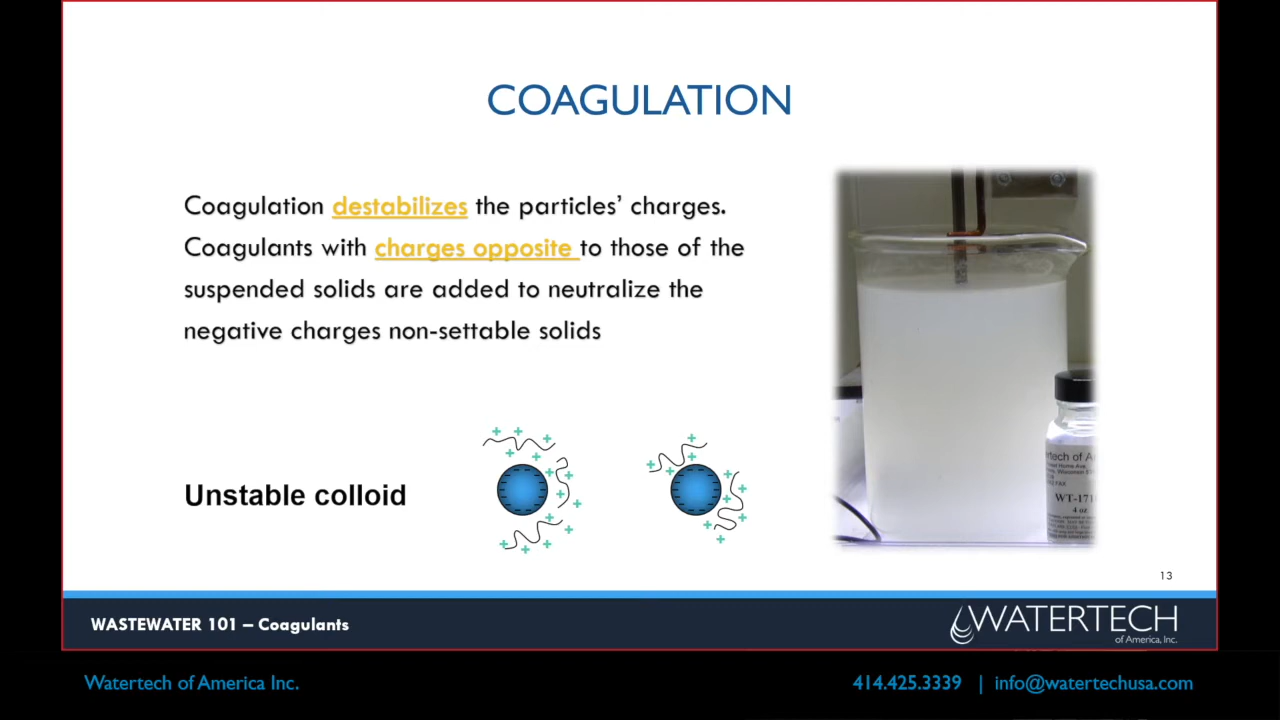 COAGULATION
Coagulation destabilizes the particles’ charges.
Coagulants with charges opposite to those of the
suspended solids are added to neutralize the
negative charges non-settable solids
Unstable colloid
rtech of A
WT-171
4 oz
13
WASTEWATER 101 – Coagulants
WATERTECH
of America, Inc.
Watertech of America Inc.
414.425.3339 | info@watertechusa.com